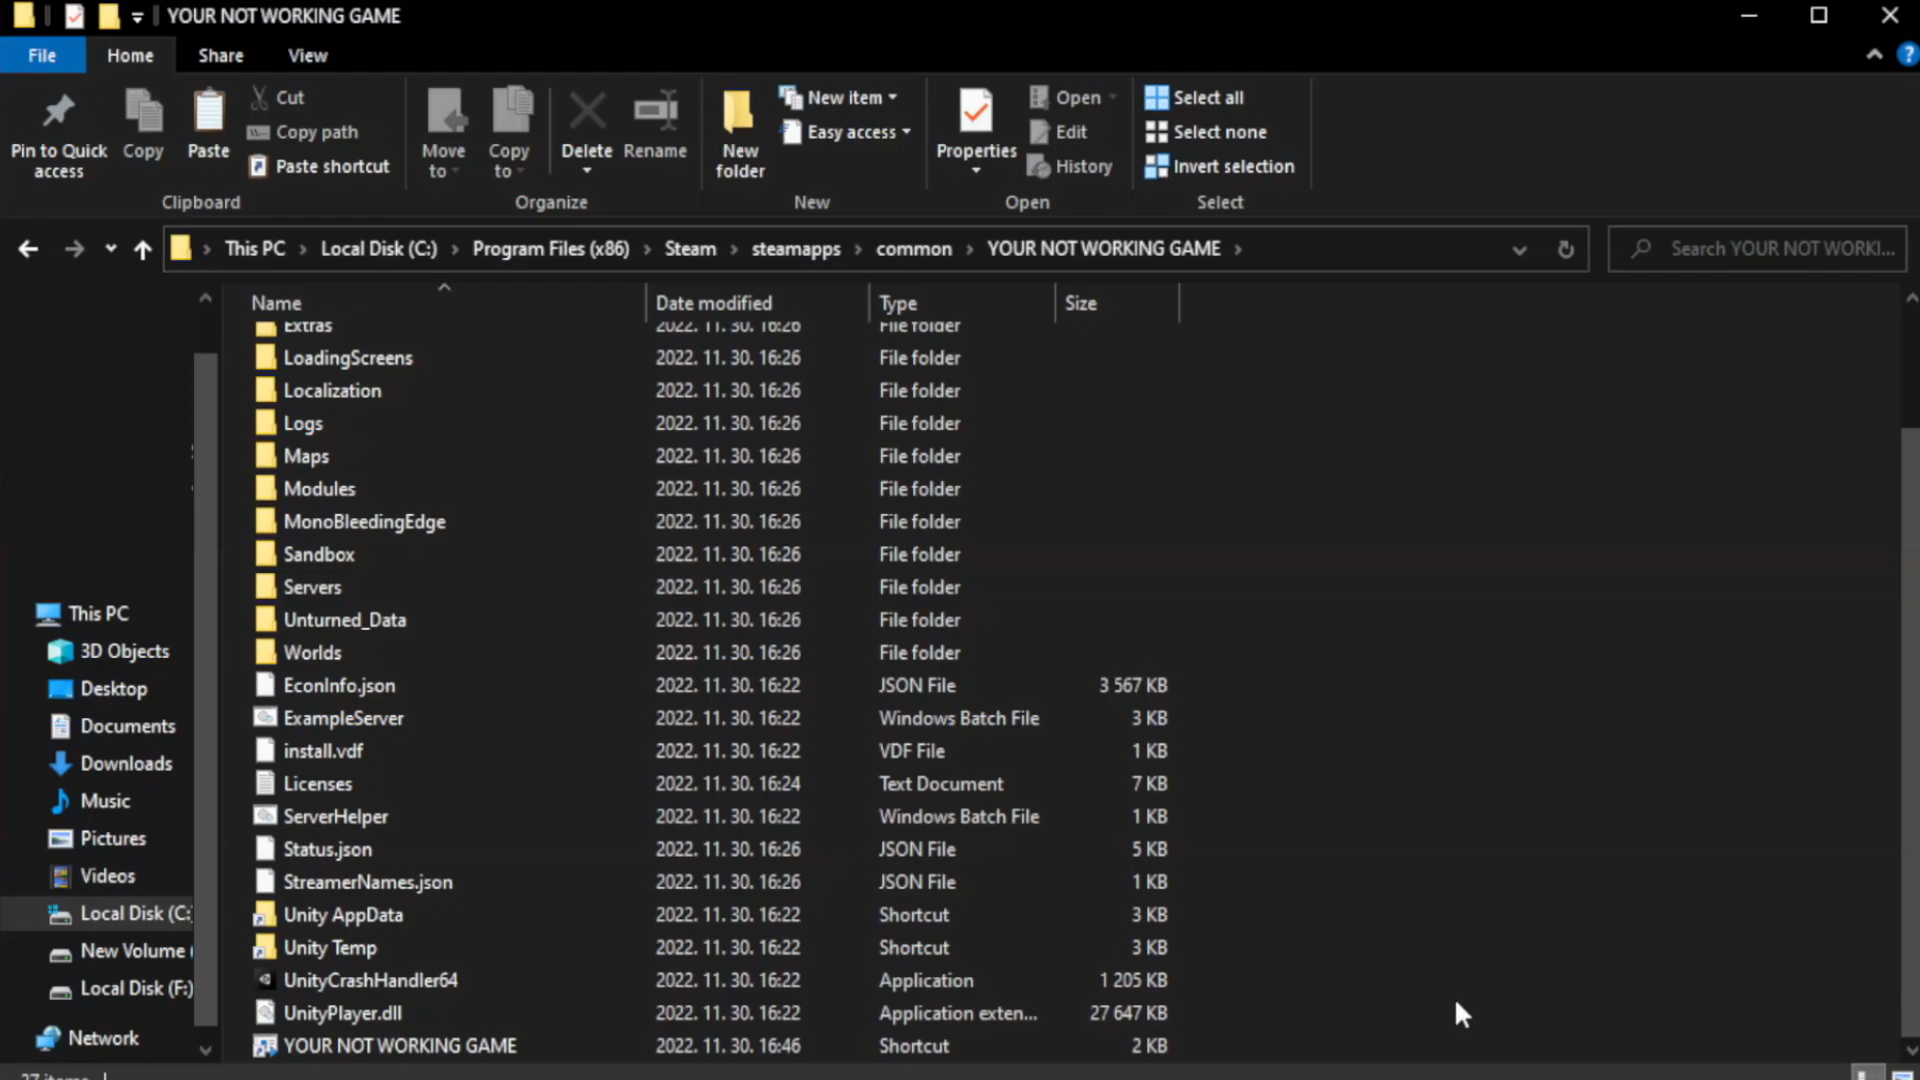 YOUR NOT WORKING GAME
File Home Share View
Pin to Quick access
Copy
Paste
Cut
Copy path
Paste shortcut
Clipboard
Move to
Copy to
Delete
Rename
Organize
New folder
New item
Easy access
New
Properties
Open
Edit
History
Open
Select all
Select none
Invert selection
Select
This PC Local Disk (C:) Program Files (x86) Steam steamapps common YOUR NOT WORKING GAME
Search YOUR NOT WORKI...
This PC
3D Objects
Desktop
Documents
Downloads
Music
Pictures
Videos
Local Disk (C:)
New Volume (
Local Disk (F:)
Network
Name Date modified Type Size
Extras 2022. 11. 30. 16:26 File folder
LoadingScreens 2022. 11. 30. 16:26 File folder
Localization 2022. 11. 30. 16:26 File folder
Logs 2022. 11. 30. 16:26 File folder
Maps 2022. 11. 30. 16:26 File folder
Modules 2022. 11. 30. 16:26 File folder
MonoBleedingEdge 2022. 11. 30. 16:26 File folder
Sandbox 2022. 11. 30. 16:26 File folder
Servers 2022. 11. 30. 16:26 File folder
Unturned_Data 2022. 11. 30. 16:26 File folder
Worlds 2022. 11. 30. 16:26 File folder
EconInfo.json 2022. 11. 30. 16:22 JSON File 3 567 KB
ExampleServer 2022. 11. 30. 16:22 Windows Batch File 3 KB
install.vdf 2022. 11. 30. 16:22 VDF File 1 KB
Licenses 2022. 11. 30. 16:24 Text Document 7 KB
ServerHelper 2022. 11. 30. 16:22 Windows Batch File 1 KB
Status.json 2022. 11. 30. 16:26 JSON File 5 KB
StreamerNames.json 2022. 11. 30. 16:26 JSON File 1 KB
Unity AppData 2022. 11. 30. 16:22 Shortcut 3 KB
Unity Temp 2022. 11. 30. 16:22 Shortcut 3 KB
UnityCrashHandler64 2022. 11. 30. 16:22 Application 1 205 KB
UnityPlayer.dll 2022. 11. 30. 16:22 Application exten... 27 647 KB
YOUR NOT WORKING GAME 2022. 11. 30. 16:46 Shortcut 2 KB